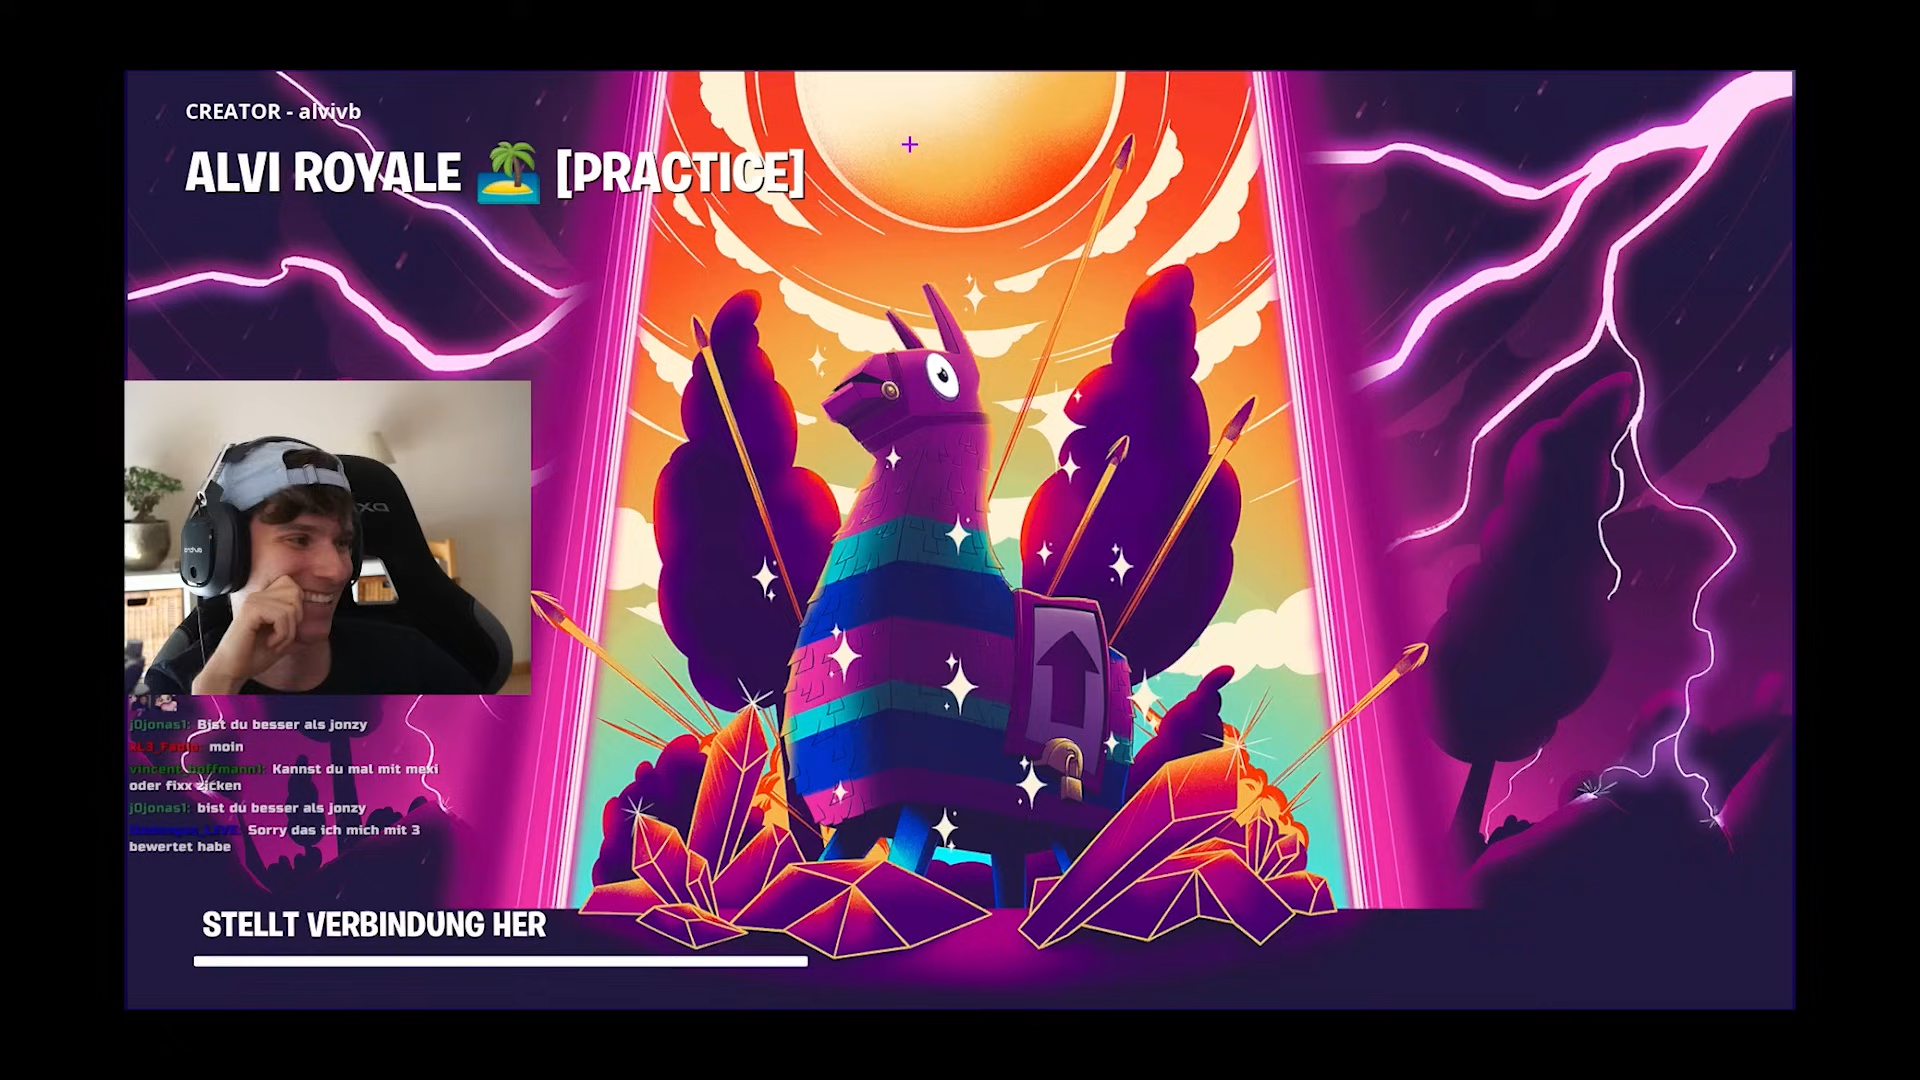 CREATOR - alvivb
ALVI ROYALE 🏝 [PRACTICE]
j0jonas1: Bist du besser als jonzy
moin
vincent_hoffmann1: Kannst du mal mit mexi
oder fixx zicken
j0jonas1: bist du besser als jonzy
Sorry das ich mich mit 3
bewertet habe
STELLT VERBINDUNG HER